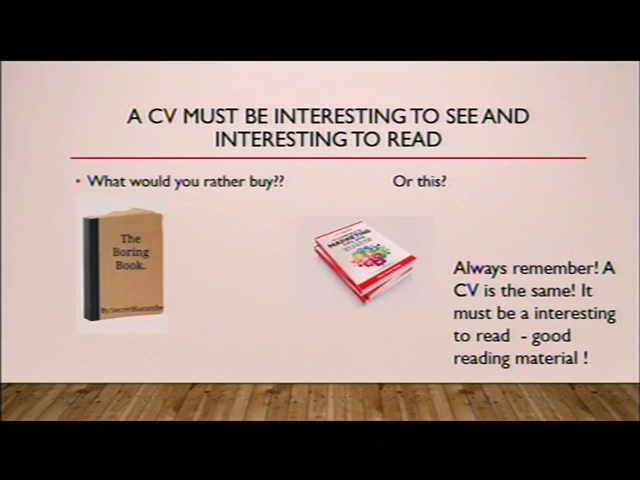 A CV MUST BE INTERESTING TO SEE AND
INTERESTING TO READ
• What would you rather buy??
Or this?
The
Boring
Book.
MARKETING
Always remember! A
CV is the same! It
must be a interesting
to read - good
reading material !